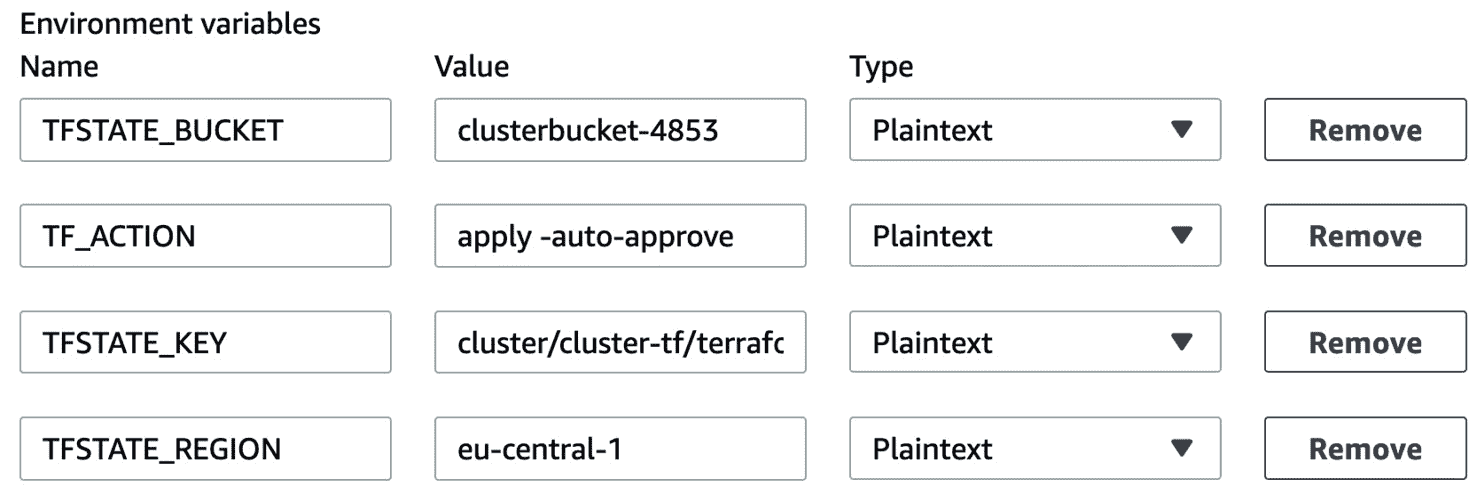 Environment variables
Name Value Type
TFSTATE_BUCKET clusterbucket-4853 Plaintext Remove
TF_ACTION apply -auto-approve Plaintext Remove
TFSTATE_KEY cluster/cluster-tf/terrafo Plaintext Remove
TFSTATE_REGION eu-central-1 Plaintext Remove